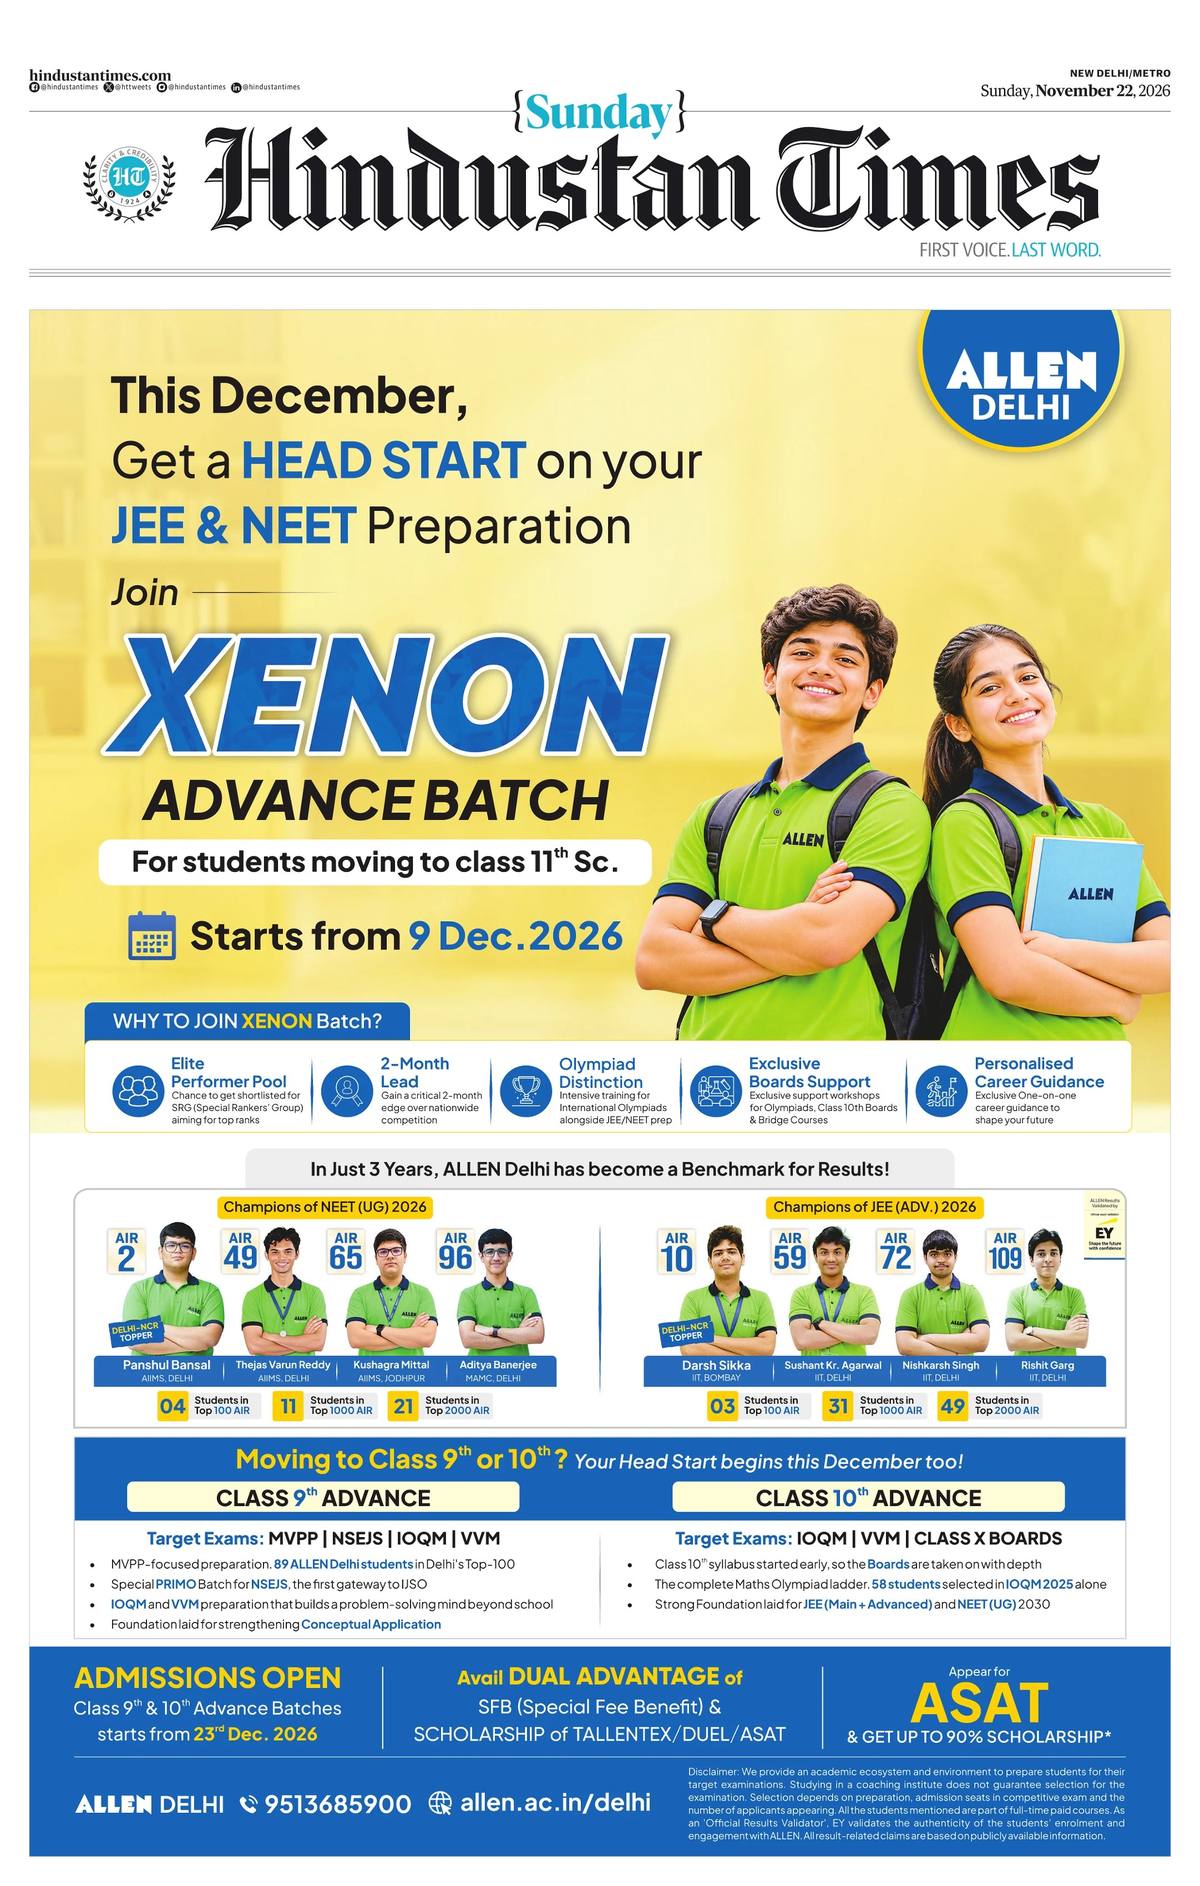 hindustantimes.com
@hindustantimes @httweets @hindustantimes @hindustantimes
NEW DELHI/METRO
Sunday, November 22, 2026
{Sunday}
Hindustan Times
CLARITY & CREDIBILITY
HT
1924
FIRST VOICE. LAST WORD.
ALLEN
DELHI
This December,
Get a HEAD START on your
JEE & NEET Preparation
Join
XENON
ADVANCE BATCH
For students moving to class 11th Sc.
Starts from 9 Dec.2026
ALLEN
ALLEN
WHY TO JOIN XENON Batch?
Elite
Performer Pool
Chance to get shortlisted for
SRG (Special Rankers' Group)
aiming for top ranks
2-Month
Lead
Gain a critical 2-month
edge over nationwide
competition
Olympiad
Distinction
Intensive training for
International Olympiads
alongside JEE/NEET prep
Exclusive
Boards Support
Exclusive support workshops
for Olympiads, Class 10th Boards
& Bridge Courses
Personalised
Career Guidance
Exclusive One-on-one
career guidance to
shape your future
In Just 3 Years, ALLEN Delhi has become a Benchmark for Results!
Champions of NEET (UG) 2026
AIR
2
DELHI-NCR
TOPPER
Panshul Bansal
AIIMS, DELHI
AIR
49
Thejas Varun Reddy
AIIMS, DELHI
AIR
65
Kushagra Mittal
AIIMS, JODHPUR
AIR
96
Aditya Banerjee
MAMC, DELHI
04 Students in
Top 100 AIR
11 Students in
Top 1000 AIR
21 Students in
Top 2000 AIR
Champions of JEE (ADV.) 2026
ALLEN Results
Validated by
EY
Shape the future
with confidence
AIR
10
DELHI-NCR
TOPPER
Darsh Sikka
IIT, BOMBAY
AIR
59
Sushant Kr. Agarwal
IIT, DELHI
AIR
72
Nishkarsh Singh
IIT, DELHI
AIR
109
Rishit Garg
IIT, DELHI
03 Students in
Top 100 AIR
31 Students in
Top 1000 AIR
49 Students in
Top 2000 AIR
Moving to Class 9th or 10th? Your Head Start begins this December too!
CLASS 9th ADVANCE
Target Exams: MVPP | NSEJS | IOQM | VVM
• MVPP-focused preparation. 89 ALLEN Delhi students in Delhi's Top-100
• Special PRIMO Batch for NSEJS, the first gateway to IJSO
• IOQM and VVM preparation that builds a problem-solving mind beyond school
• Foundation laid for strengthening Conceptual Application
CLASS 10th ADVANCE
Target Exams: IOQM | VVM | CLASS X BOARDS
• Class 10th syllabus started early, so the Boards are taken on with depth
• The complete Maths Olympiad ladder. 58 students selected in IOQM 2025 alone
• Strong Foundation laid for JEE (Main + Advanced) and NEET (UG) 2030
ADMISSIONS OPEN
Class 9th & 10th Advance Batches
starts from 23rd Dec. 2026
Avail DUAL ADVANTAGE of
SFB (Special Fee Benefit) &
SCHOLARSHIP of TALLENTEX/DUEL/ASAT
Appear for
ASAT
& GET UP TO 90% SCHOLARSHIP*
ALLEN DELHI 9513685900 allen.ac.in/delhi
Disclaimer: We provide an academic ecosystem and environment to prepare students for their
target examinations. Studying in a coaching institute does not guarantee selection for the
examination. Selection depends on preparation, admission seats in competitive exam and the
number of applicants appearing. All the students mentioned are part of full-time paid courses. As
an 'Official Results Validator', EY validates the authenticity of the students' enrolment and
engagement with ALLEN. All result-related claims are based on publicly available information.